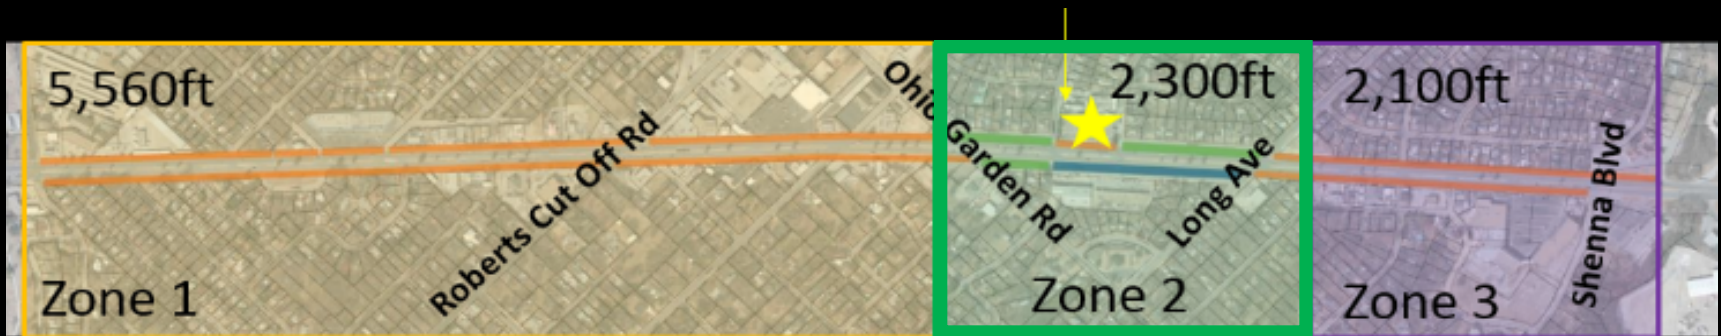 5,560ft
Roberts Cut Off Rd
Zone 1
Ohio
Garden Rd
2,300ft
Long Ave
Zone 2
2,100ft
Shenna Blvd
Zone 3